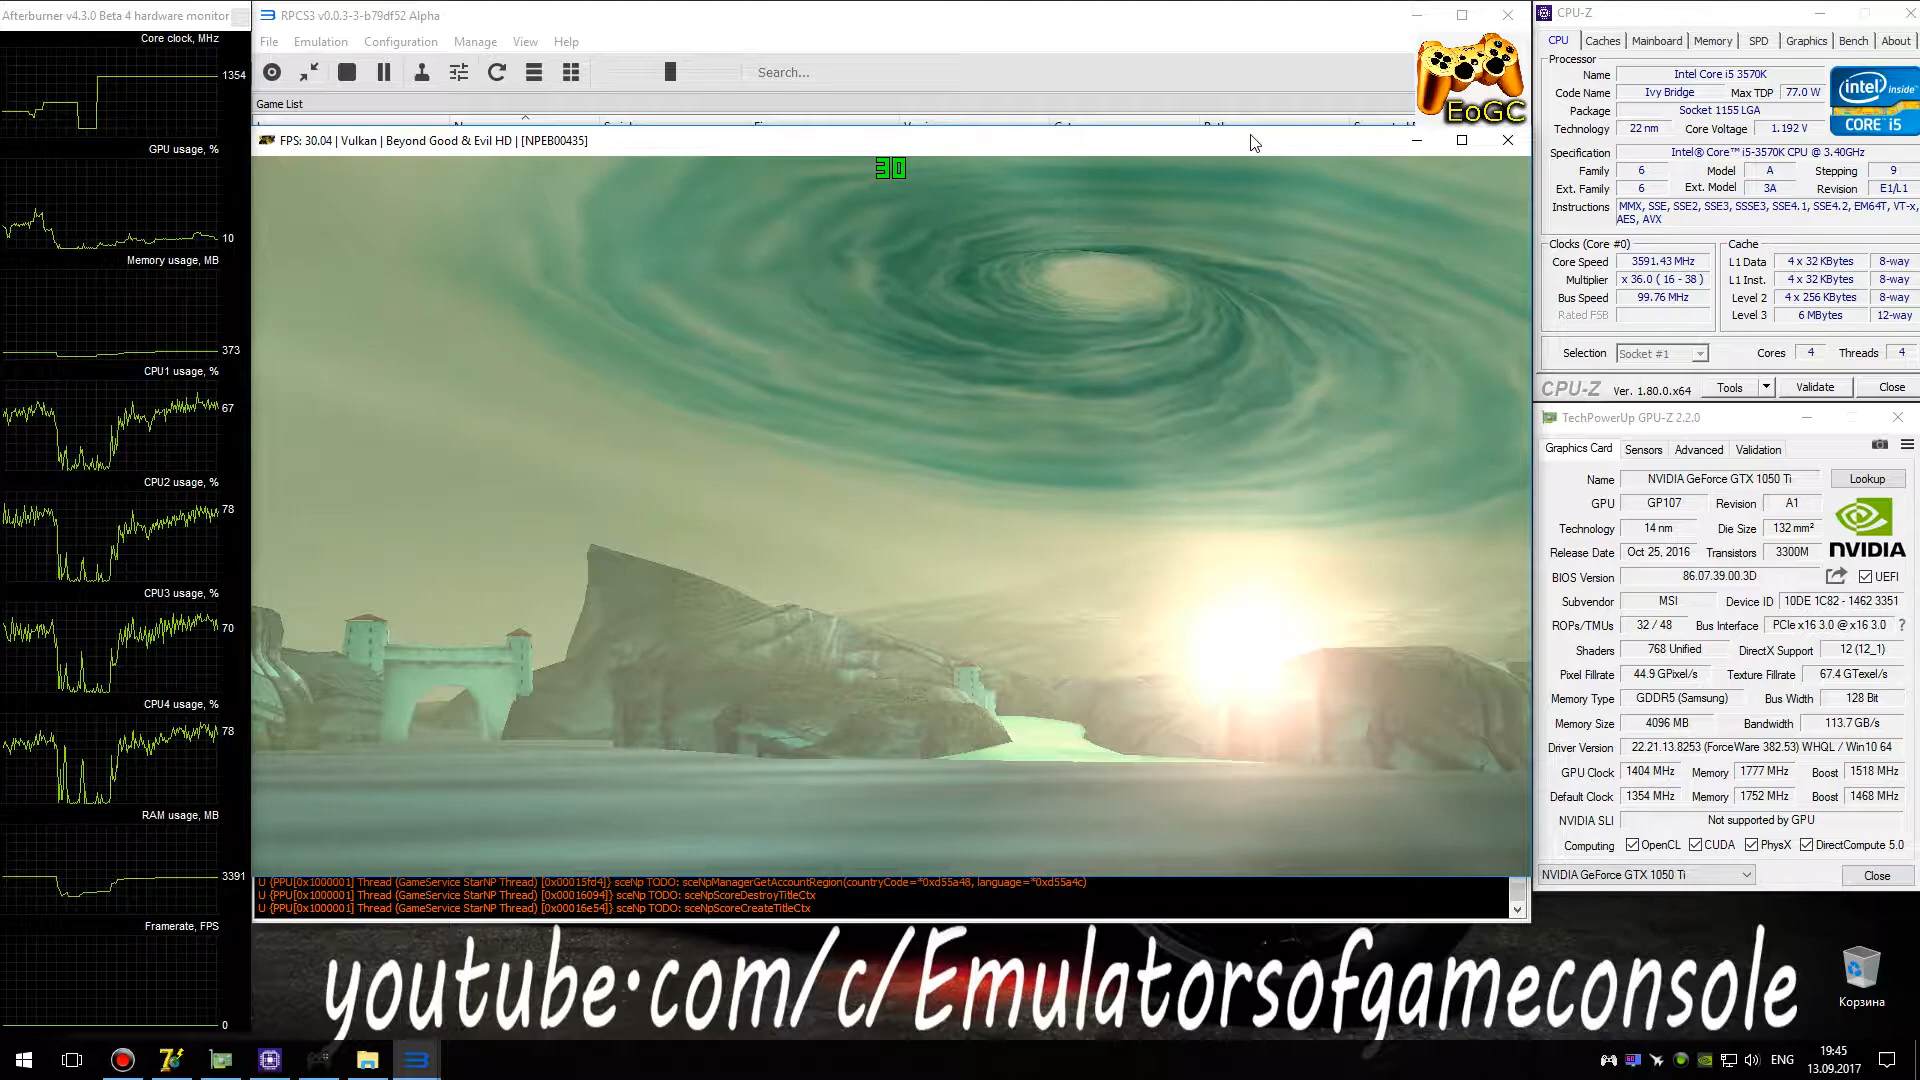 Afterburner v4.3.0 Beta 4 hardware monitor
Core clock, MHz
1354
GPU usage, %
10
Memory usage, MB
373
CPU1 usage, %
67
CPU2 usage, %
78
CPU3 usage, %
70
CPU4 usage, %
78
RAM usage, MB
3391
Framerate, FPS
0
RPCS3 v0.0.3-3-b79df52 Alpha
File Emulation Configuration Manage View Help
Search...
EoGC
Game List
FPS: 30.04 | Vulkan | Beyond Good & Evil HD | [NPEB00435]
30
U {PPU[0x1000001] Thread (GameService StarNP Thread) [0x00015fd4]} sceNp TODO: sceNpManagerGetAccountRegion(countryCode=*0xd55a48, language=*0xd55a4c)
U {PPU[0x1000001] Thread (GameService StarNP Thread) [0x00016094]} sceNp TODO: sceNpScoreDestroyTitleCtx
U {PPU[0x1000001] Thread (GameService StarNP Thread) [0x00016e54]} sceNp TODO: sceNpScoreCreateTitleCtx
CPU-Z
CPU Caches Mainboard Memory SPD Graphics Bench About
Processor
Name Intel Core i5 3570K
Code Name Ivy Bridge Max TDP 77.0 W
Package Socket 1155 LGA
Technology 22 nm Core Voltage 1.192 V
intel inside
CORE i5
Specification Intel® Core™ i5-3570K CPU @ 3.40GHz
Family 6 Model A Stepping 9
Ext. Family 6 Ext. Model 3A Revision E1/L1
Instructions MMX, SSE, SSE2, SSE3, SSSE3, SSE4.1, SSE4.2, EM64T, VT-x,
AES, AVX
Clocks (Core #0) Cache
Core Speed 3591.43 MHz L1 Data 4 x 32 KBytes 8-way
Multiplier x 36.0 ( 16 - 38 ) L1 Inst. 4 x 32 KBytes 8-way
Bus Speed 99.76 MHz Level 2 4 x 256 KBytes 8-way
Rated FSB Level 3 6 MBytes 12-way
Selection Socket #1 Cores 4 Threads 4
CPU-Z Ver. 1.80.0.x64 Tools Validate Close
TechPowerUp GPU-Z 2.2.0
Graphics Card Sensors Advanced Validation
Name NVIDIA GeForce GTX 1050 Ti Lookup
GPU GP107 Revision A1
Technology 14 nm Die Size 132 mm²
Release Date Oct 25, 2016 Transistors 3300M
NVIDIA
BIOS Version 86.07.39.00.3D UEFI
Subvendor MSI Device ID 10DE 1C82 - 1462 3351
ROPs/TMUs 32 / 48 Bus Interface PCIe x16 3.0 @ x16 3.0 ?
Shaders 768 Unified DirectX Support 12 (12_1)
Pixel Fillrate 44.9 GPixel/s Texture Fillrate 67.4 GTexel/s
Memory Type GDDR5 (Samsung) Bus Width 128 Bit
Memory Size 4096 MB Bandwidth 113.7 GB/s
Driver Version 22.21.13.8253 (ForceWare 382.53) WHQL / Win10 64
GPU Clock 1404 MHz Memory 1777 MHz Boost 1518 MHz
Default Clock 1354 MHz Memory 1752 MHz Boost 1468 MHz
NVIDIA SLI Not supported by GPU
Computing OpenCL CUDA PhysX DirectCompute 5.0
NVIDIA GeForce GTX 1050 Ti Close
youtube.com/c/Emulatorsofgameconsole
Корзина
ENG
19:45
13.09.2017